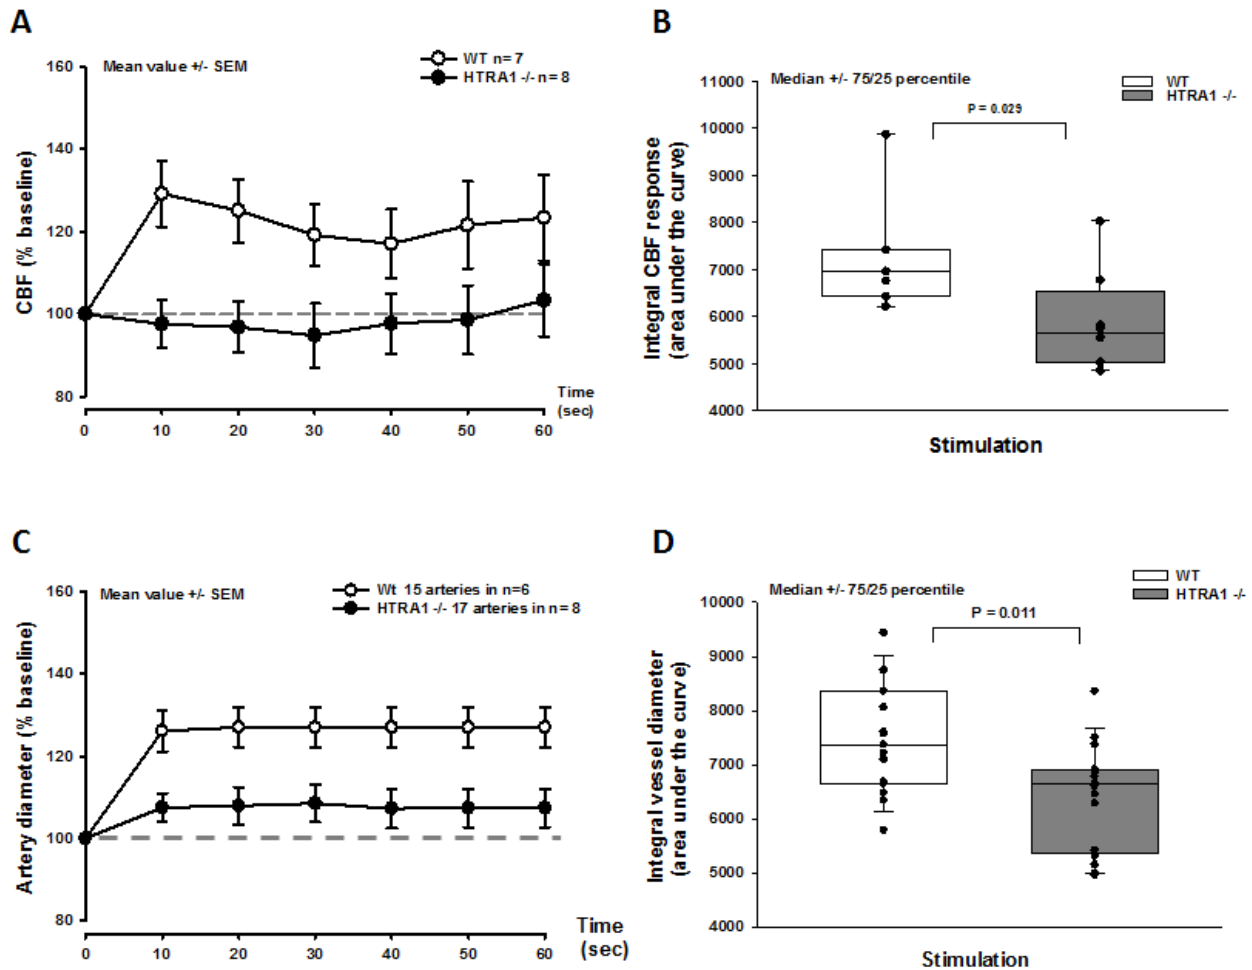 A
Mean value +/- SEM
WT n= 7
HTRA1 -/- n= 8
CBF (% baseline)
160
140
120
100
80
0 10 20 30 40 50 60
Time
(sec)
B
Median +/- 75/25 percentile
WT
HTRA1 -/-
P = 0.029
Integral CBF response
(area under the curve)
11000
10000
9000
8000
7000
6000
5000
4000
Stimulation
C
Mean value +/- SEM
Wt 15 arteries in n=6
HTRA1 -/- 17 arteries in n= 8
Artery diameter (% baseline)
160
140
120
100
80
0 10 20 30 40 50 60
Time
(sec)
D
Median +/- 75/25 percentile
WT
HTRA1 -/-
P = 0.011
Integral vessel diameter
(area under the curve)
10000
9000
8000
7000
6000
5000
4000
Stimulation